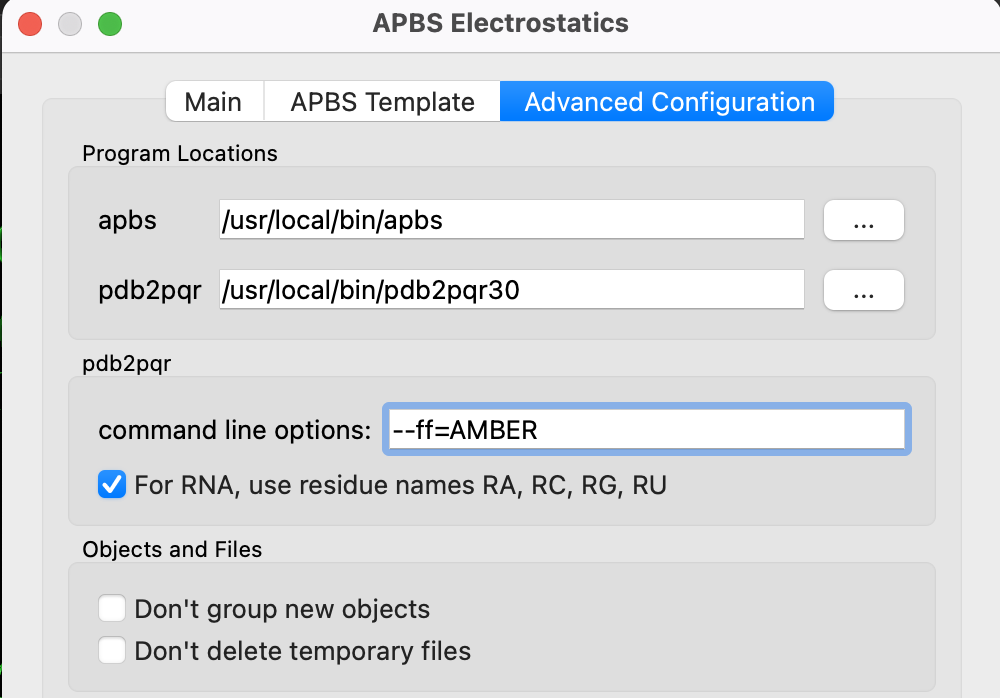 APBS Electrostatics
Main APBS Template Advanced Configuration
Program Locations
apbs /usr/local/bin/apbs ...
pdb2pqr /usr/local/bin/pdb2pqr30 ...
pdb2pqr
command line options: --ff=AMBER
For RNA, use residue names RA, RC, RG, RU
Objects and Files
Don't group new objects
Don't delete temporary files